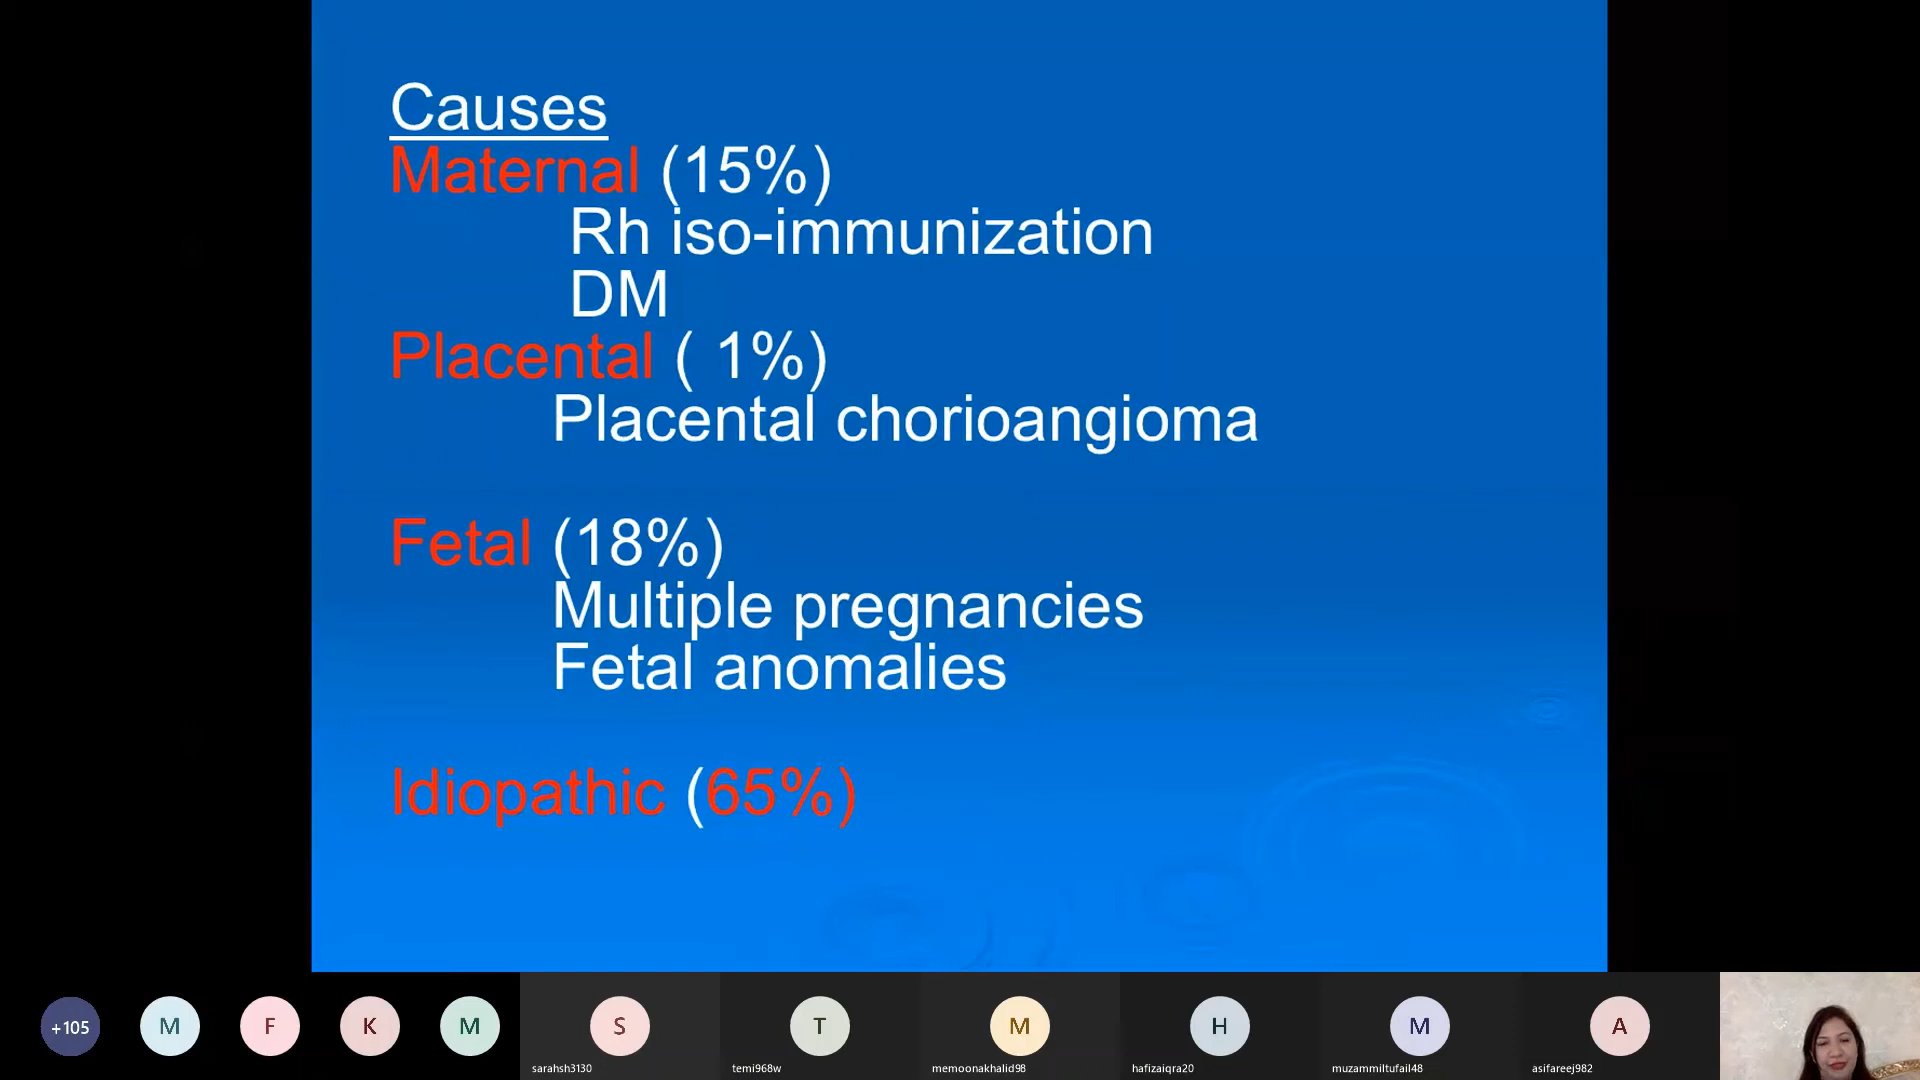 Causes
Maternal (15%)
Rh iso-immunization
DM
Placental ( 1%)
Placental chorioangioma
Fetal (18%)
Multiple pregnancies
Fetal anomalies
Idiopathic (65%)
+105
M
F
K
M
S
T
M
H
M
A
sarahsh3130
temi968w
memoonakhalid98
hafizaiqra20
muzammiltufail48
asifareej982